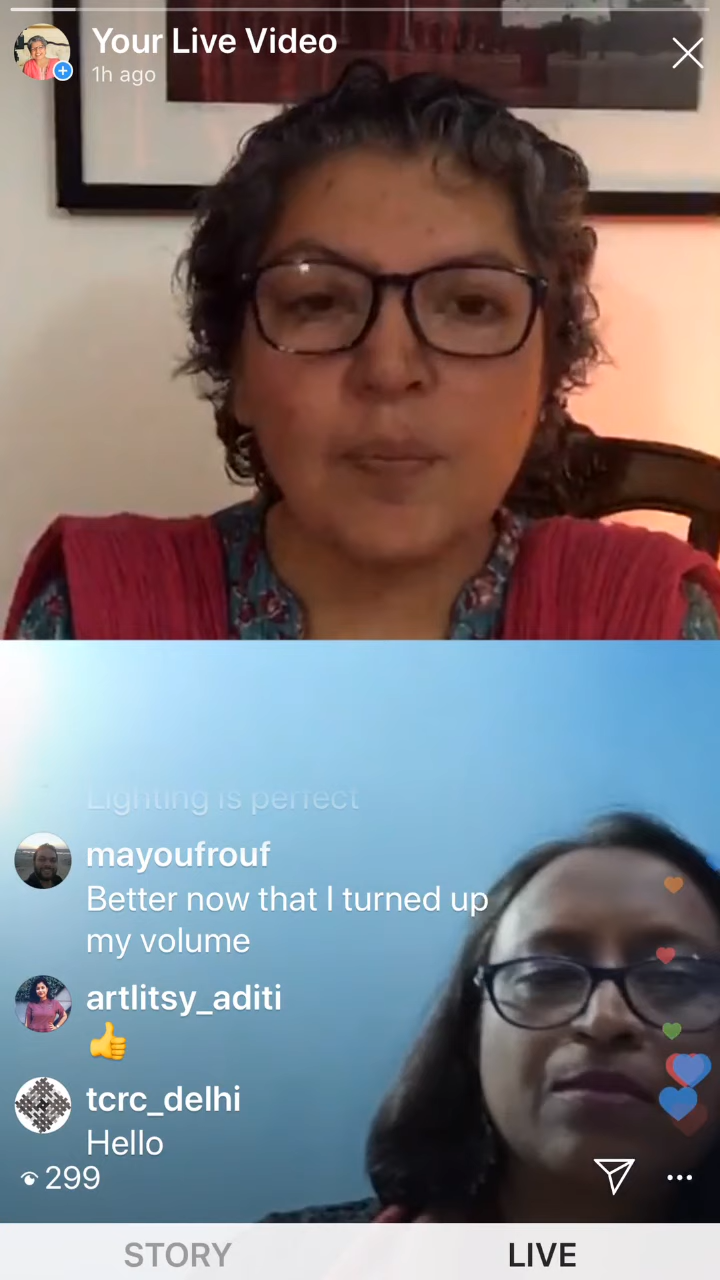 Your Live Video
1h ago
Lighting is perfect
mayoufrouf
Better now that I turned up
my volume
artlitsy_aditi
👍
tcrc_delhi
Hello
299
STORY
LIVE